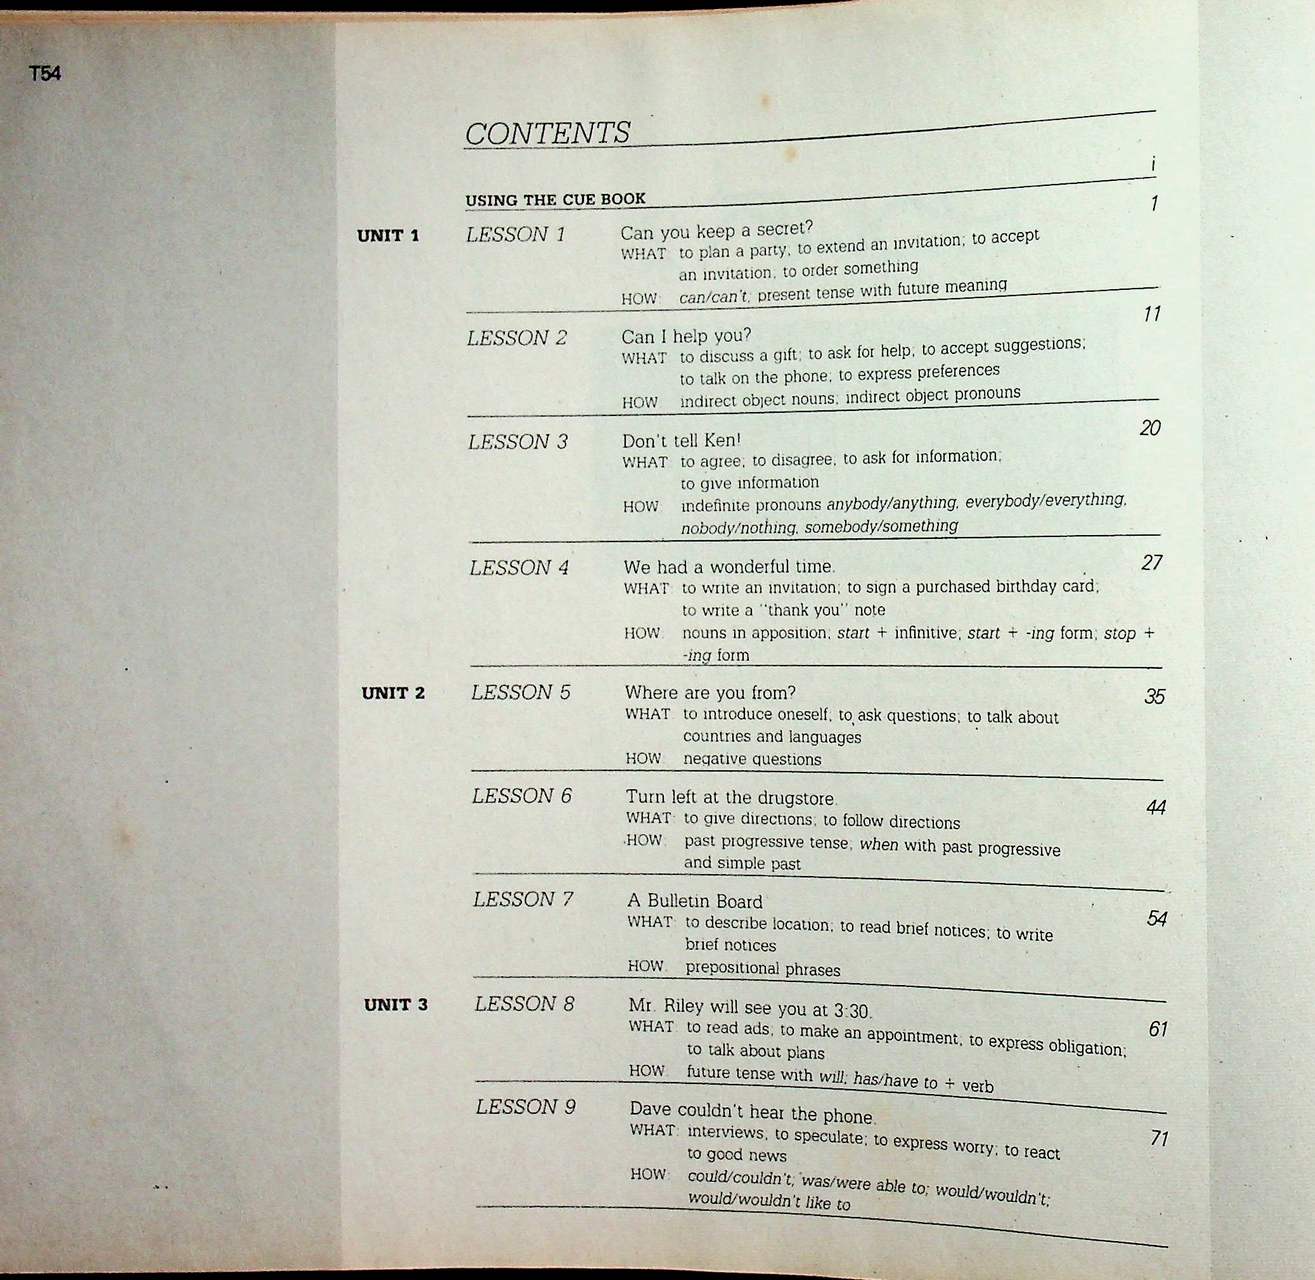 T54
CONTENTS
USING THE CUE BOOK i
UNIT 1 LESSON 1 Can you keep a secret? 1
WHAT: to plan a party; to extend an invitation; to accept
an invitation; to order something
HOW: can/can't; present tense with future meaning
LESSON 2 Can I help you? 11
WHAT: to discuss a gift; to ask for help; to accept suggestions;
to talk on the phone; to express preferences
HOW: indirect object nouns; indirect object pronouns
LESSON 3 Don't tell Ken! 20
WHAT: to agree; to disagree; to ask for information;
to give information
HOW: indefinite pronouns anybody/anything, everybody/everything,
nobody/nothing, somebody/something
LESSON 4 We had a wonderful time. 27
WHAT: to write an invitation; to sign a purchased birthday card;
to write a "thank you" note
HOW: nouns in apposition; start + infinitive; start + -ing form; stop +
-ing form
UNIT 2 LESSON 5 Where are you from? 35
WHAT: to introduce oneself; to ask questions; to talk about
countries and languages
HOW: negative questions
LESSON 6 Turn left at the drugstore. 44
WHAT: to give directions; to follow directions
HOW: past progressive tense; when with past progressive
and simple past
LESSON 7 A Bulletin Board 54
WHAT: to describe location; to read brief notices; to write
brief notices
HOW: prepositional phrases
UNIT 3 LESSON 8 Mr. Riley will see you at 3:30. 61
WHAT: to read ads; to make an appointment; to express obligation;
to talk about plans
HOW: future tense with will; has/have to + verb
LESSON 9 Dave couldn't hear the phone. 71
WHAT: interviews; to speculate; to express worry; to react
to good news
HOW: could/couldn't; was/were able to; would/wouldn't;
would/wouldn't like to